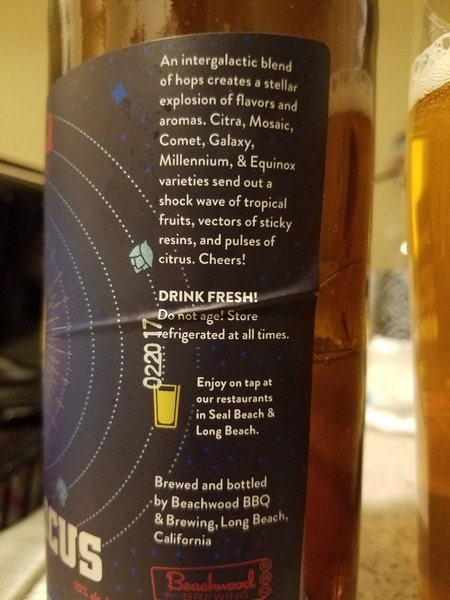 An intergalactic blend
of hops creates a stellar
explosion of flavors and
aromas. Citra, Mosaic,
Comet, Galaxy,
Millennium, & Equinox
varieties send out a
shock wave of tropical
fruits, vectors of sticky
resins, and pulses of
citrus. Cheers!
DRINK FRESH!
Do not age! Store
refrigerated at all times.
022017
Enjoy on tap at
our restaurants
in Seal Beach &
Long Beach.
Brewed and bottled
by Beachwood BBQ
& Brewing, Long Beach,
California
CUS
10%
Beachwood
BREWING